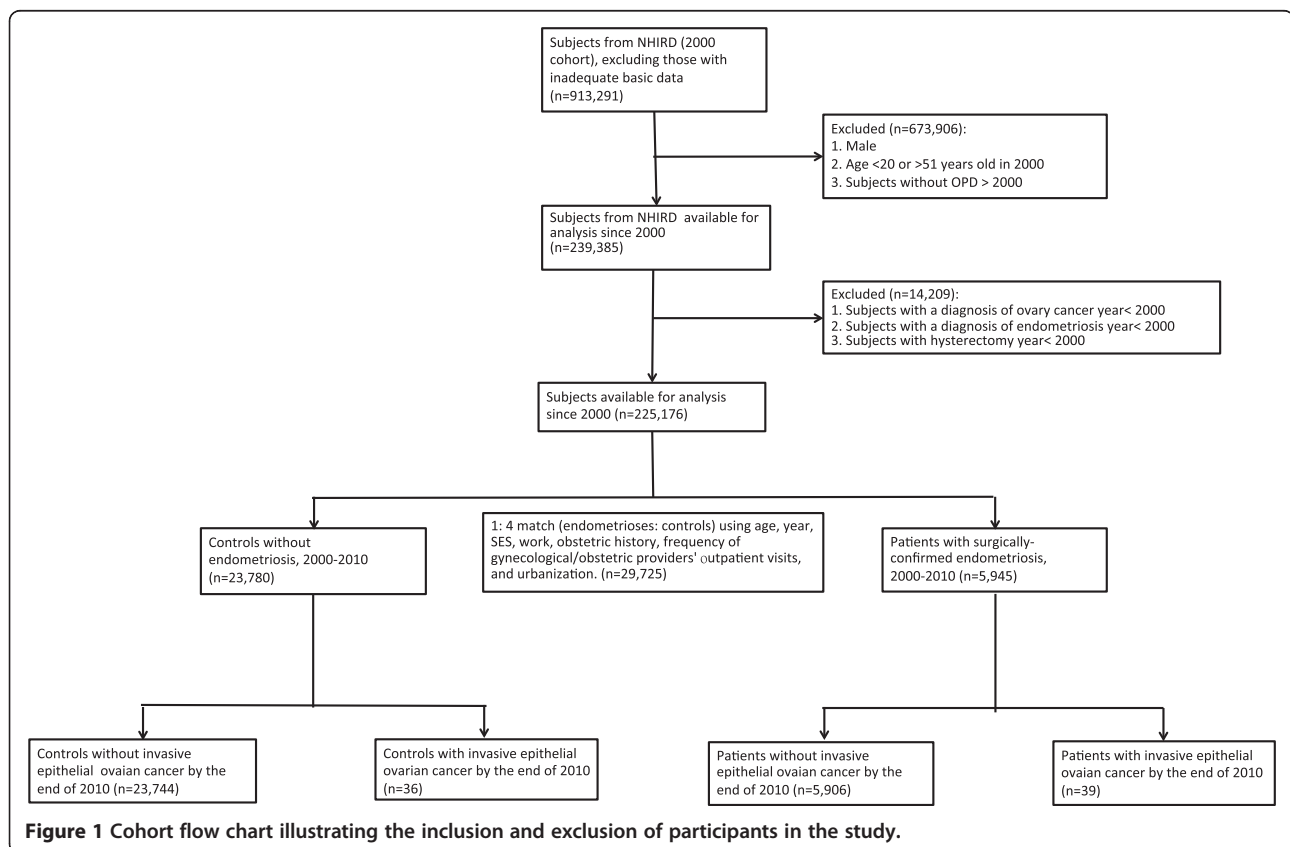 Subjects from NHIRD (2000
cohort), excluding those with
inadequate basic data
(n=913,291)
Excluded (n=673,906):
1. Male
2. Age <20 or >51 years old in 2000
3. Subjects without OPD > 2000
Subjects from NHIRD available for
analysis since 2000
(n=239,385)
Excluded (n=14,209):
1. Subjects with a diagnosis of ovary cancer year< 2000
2. Subjects with a diagnosis of endometriosis year< 2000
3. Subjects with hysterectomy year< 2000
Subjects available for analysis
since 2000 (n=225,176)
Controls without
endometriosis, 2000-2010
(n=23,780)
1: 4 match (endometrioses: controls) using age, year,
SES, work, obstetric history, frequency of
gynecological/obstetric providers' outpatient visits,
and urbanization. (n=29,725)
Patients with surgically-
confirmed endometriosis,
2000-2010 (n=5,945)
Controls without invasive
epithelial ovaian cancer by the
end of 2010 (n=23,744)
Controls with invasive epithelial
ovarian cancer by the end of 2010
(n=36)
Patients without invasive
epithelial ovaian cancer by the
end of 2010 (n=5,906)
Patients with invasive epithelial
ovaian cancer by the end of 2010
(n=39)
Figure 1 Cohort flow chart illustrating the inclusion and exclusion of participants in the study.